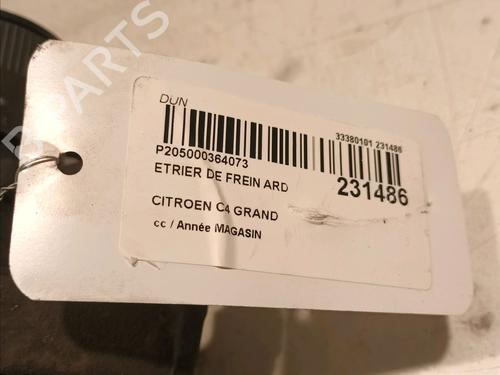 B-PARTS
DUN
33380101 231486
P205000364073
ETRIER DE FREIN ARD
231486
CITROEN C4 GRAND
cc / Année MAGASIN